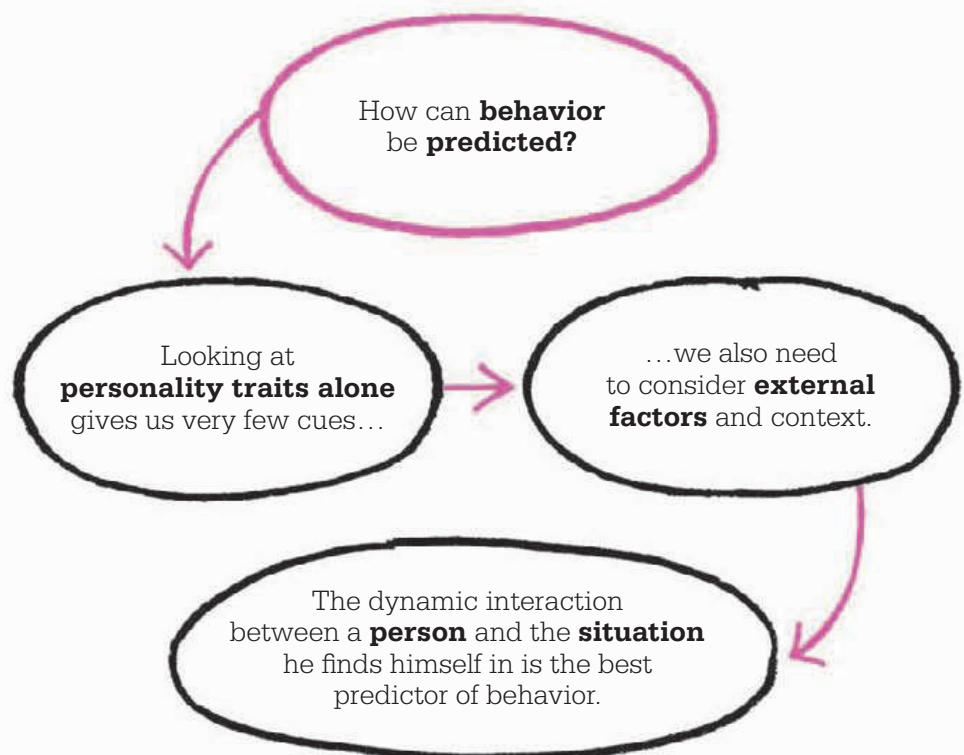 How can behavior
be predicted?
Looking at
personality traits alone
gives us very few cues…
…we also need
to consider external
factors and context.
The dynamic interaction
between a person and the situation
he finds himself in is the best
predictor of behavior.